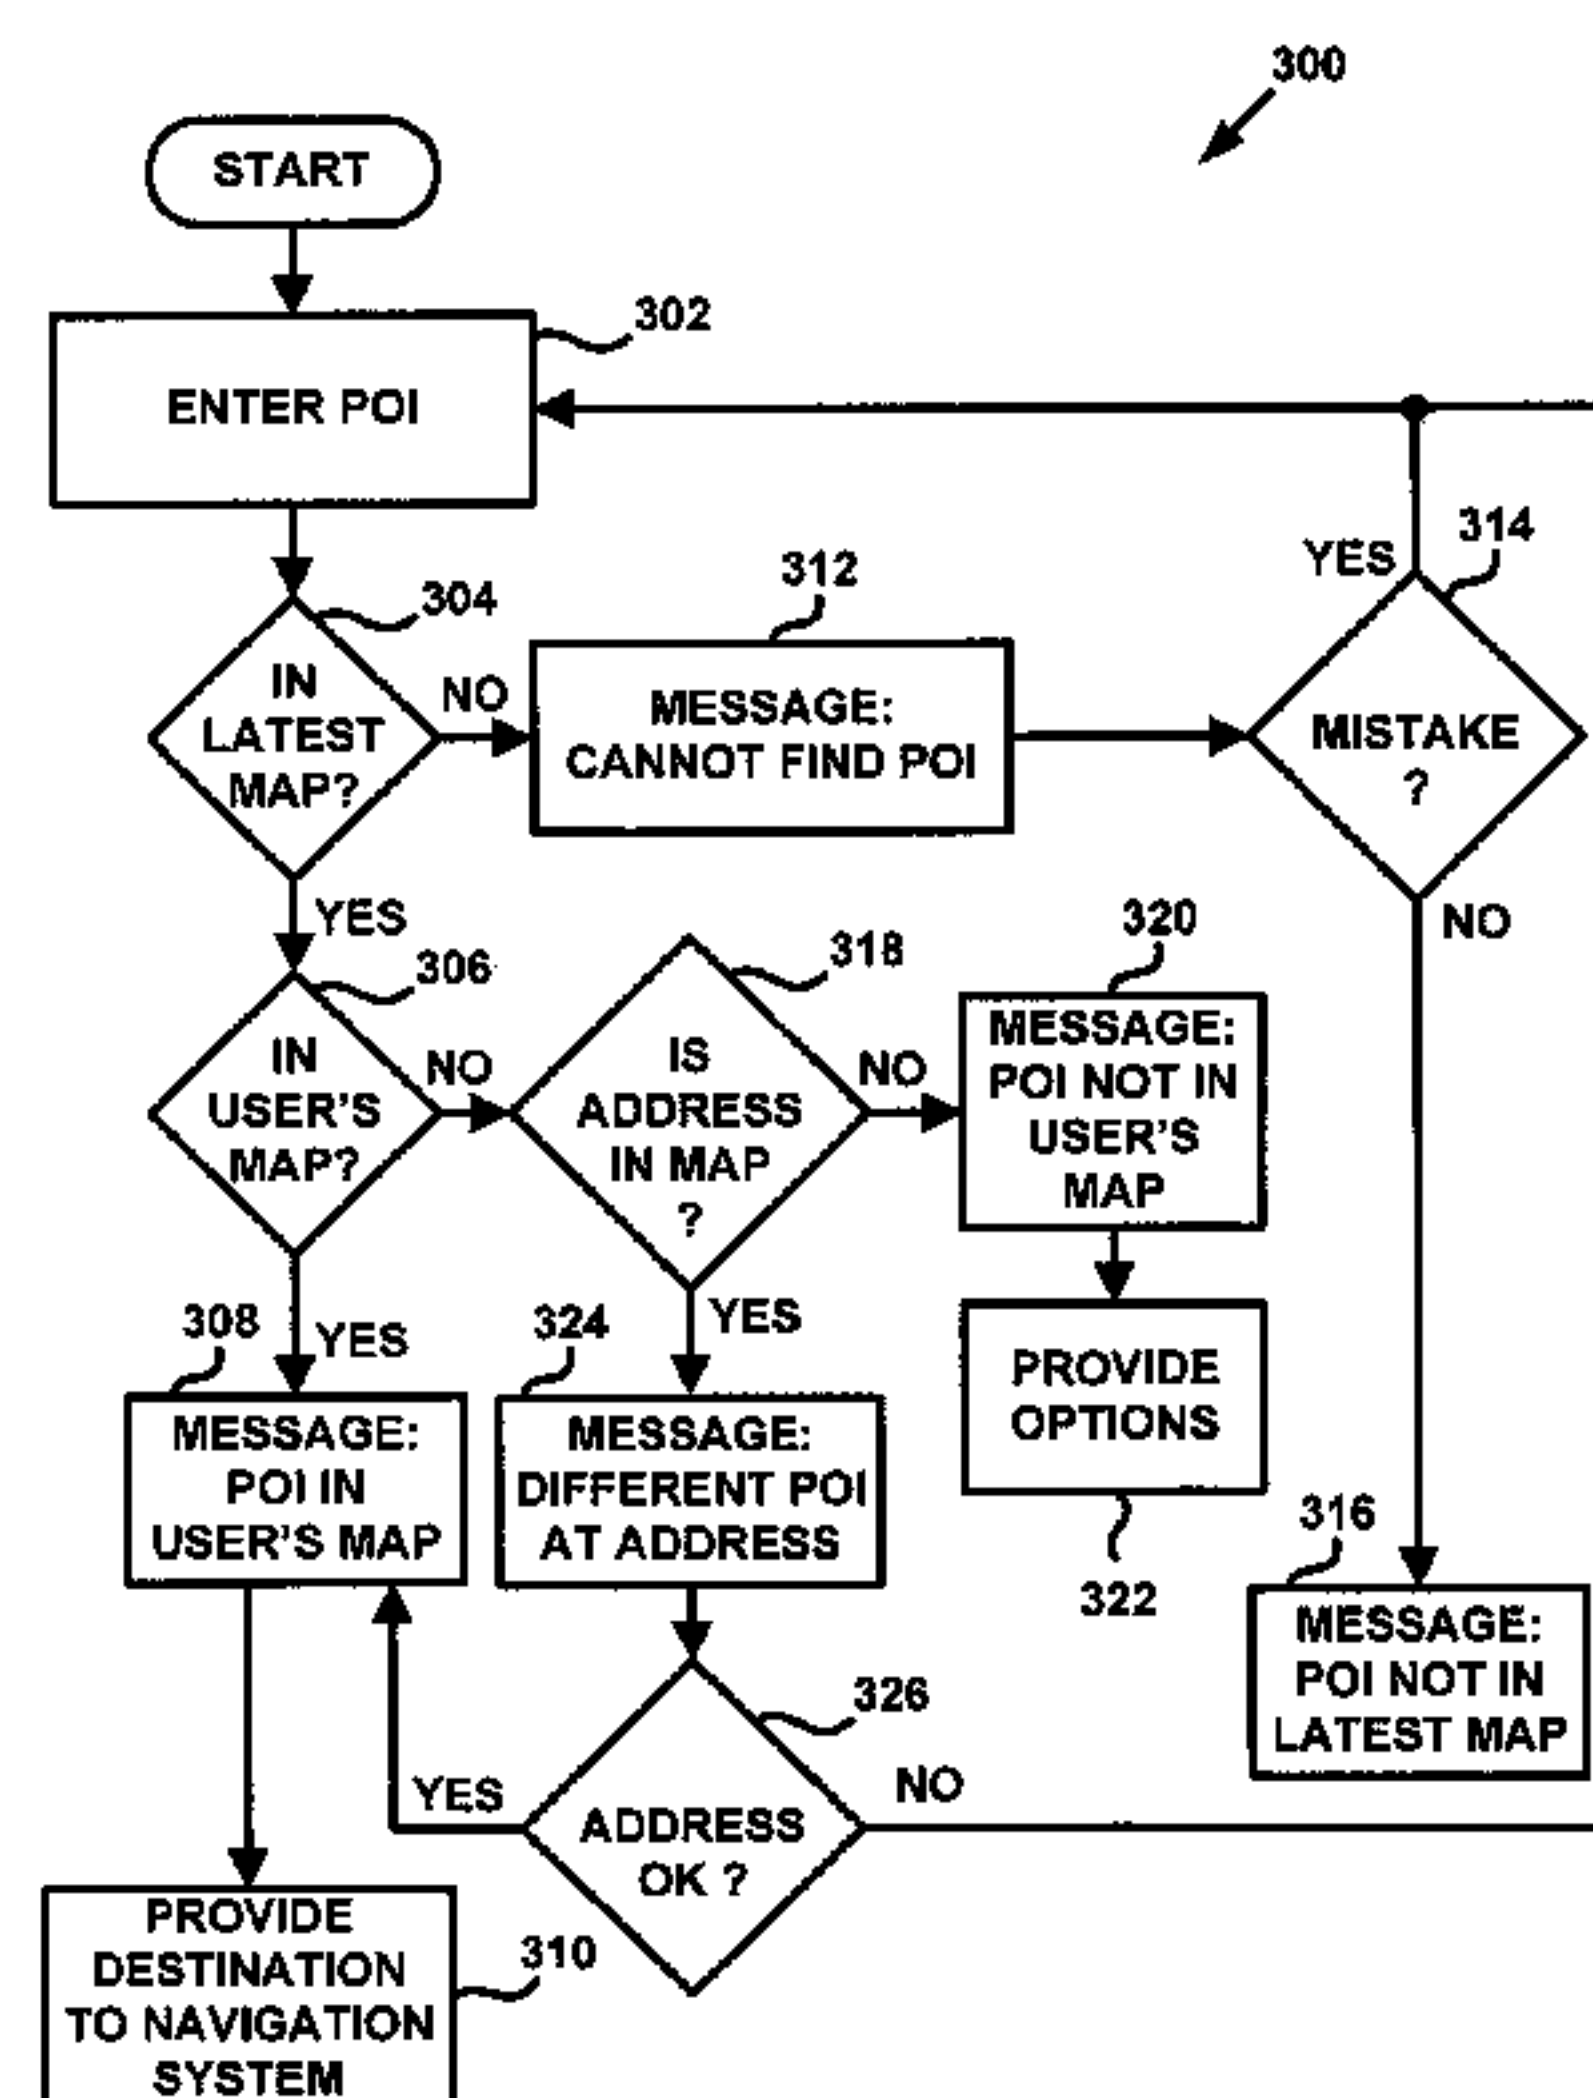 300
START
302
ENTER POI
314
YES
312
304
IN
LATEST
MAP?
NO
MESSAGE:
CANNOT FIND POI
MISTAKE
?
YES
NO
320
318
306
IN
USER'S
MAP?
NO
IS
ADDRESS
IN MAP
?
NO
MESSAGE:
POI NOT IN
USER'S
MAP
308
YES
324
YES
PROVIDE
OPTIONS
322
316
MESSAGE:
POI IN
USER'S MAP
MESSAGE:
DIFFERENT POI
AT ADDRESS
MESSAGE:
POI NOT IN
LATEST MAP
326
YES
ADDRESS
OK ?
NO
PROVIDE
DESTINATION
TO NAVIGATION
SYSTEM
310